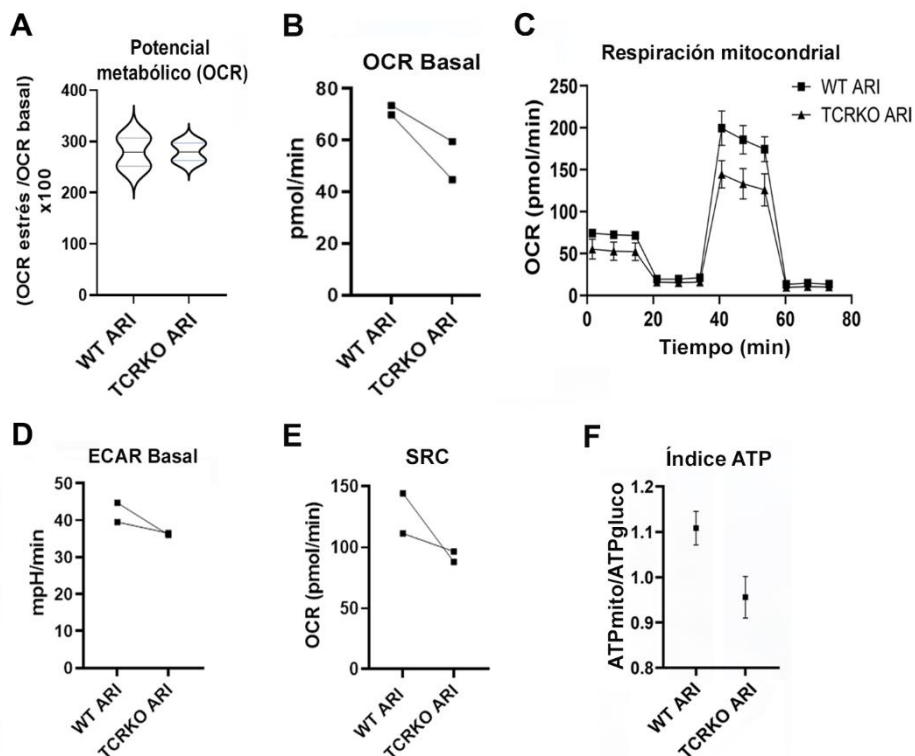 A
Potencial
metabólico (OCR)
(OCR estrés /OCR basal)
x100
400
300
200
300
0
WT ARI
TCRKO ARI
B
OCR Basal
pmol/min
80
60
40
20
0
WT ARI
TCRKO ARI
C
Respiración mitocondrial
WT ARI
TCRKO ARI
OCR (pmol/min)
250
200
150
100
50
0
0
20
40
60
80
Tiempo (min)
D
ECAR Basal
mpH/min
50
40
30
20
10
0
WT ARI
TCRKO ARI
E
SRC
OCR (pmol/min)
150
100
50
0
WT ARI
TCRKO ARI
F
Índice ATP
ATPmito/ATPgluco
1.2
1.1
1.0
0.9
0.8
WT ARI
TCRKO ARI